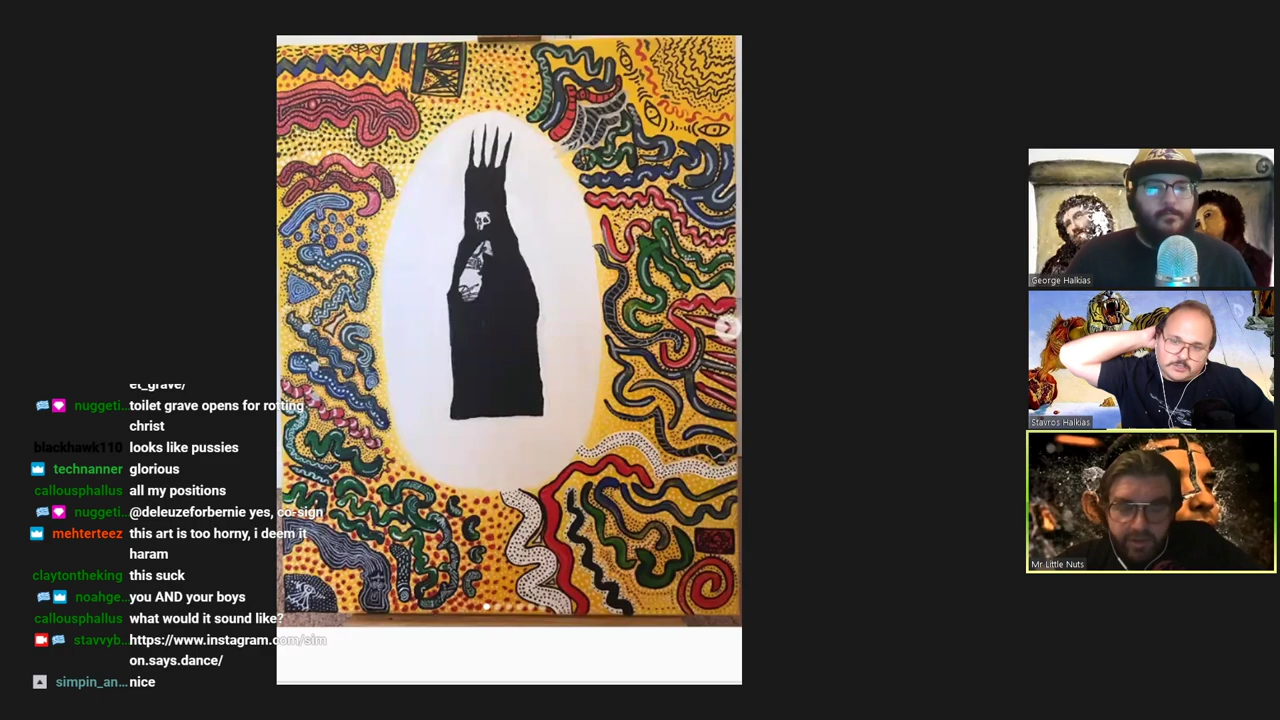 et_grave/
nuggeti... toilet grave opens for rotting
christ
blackhawk110 looks like pussies
technanner glorious
callousphallus all my positions
nuggeti... @deleuzeforbernie yes, co-sign
mehterteez this art is too horny, i deem it
haram
claytontheking this suck
noahge... you AND your boys
callousphallus what would it sound like?
stavvyb... https://www.instagram.com/sim
on.says.dance/
simpin_an... nice
George Halkias
Stavros Halkias
Mr Little Nuts